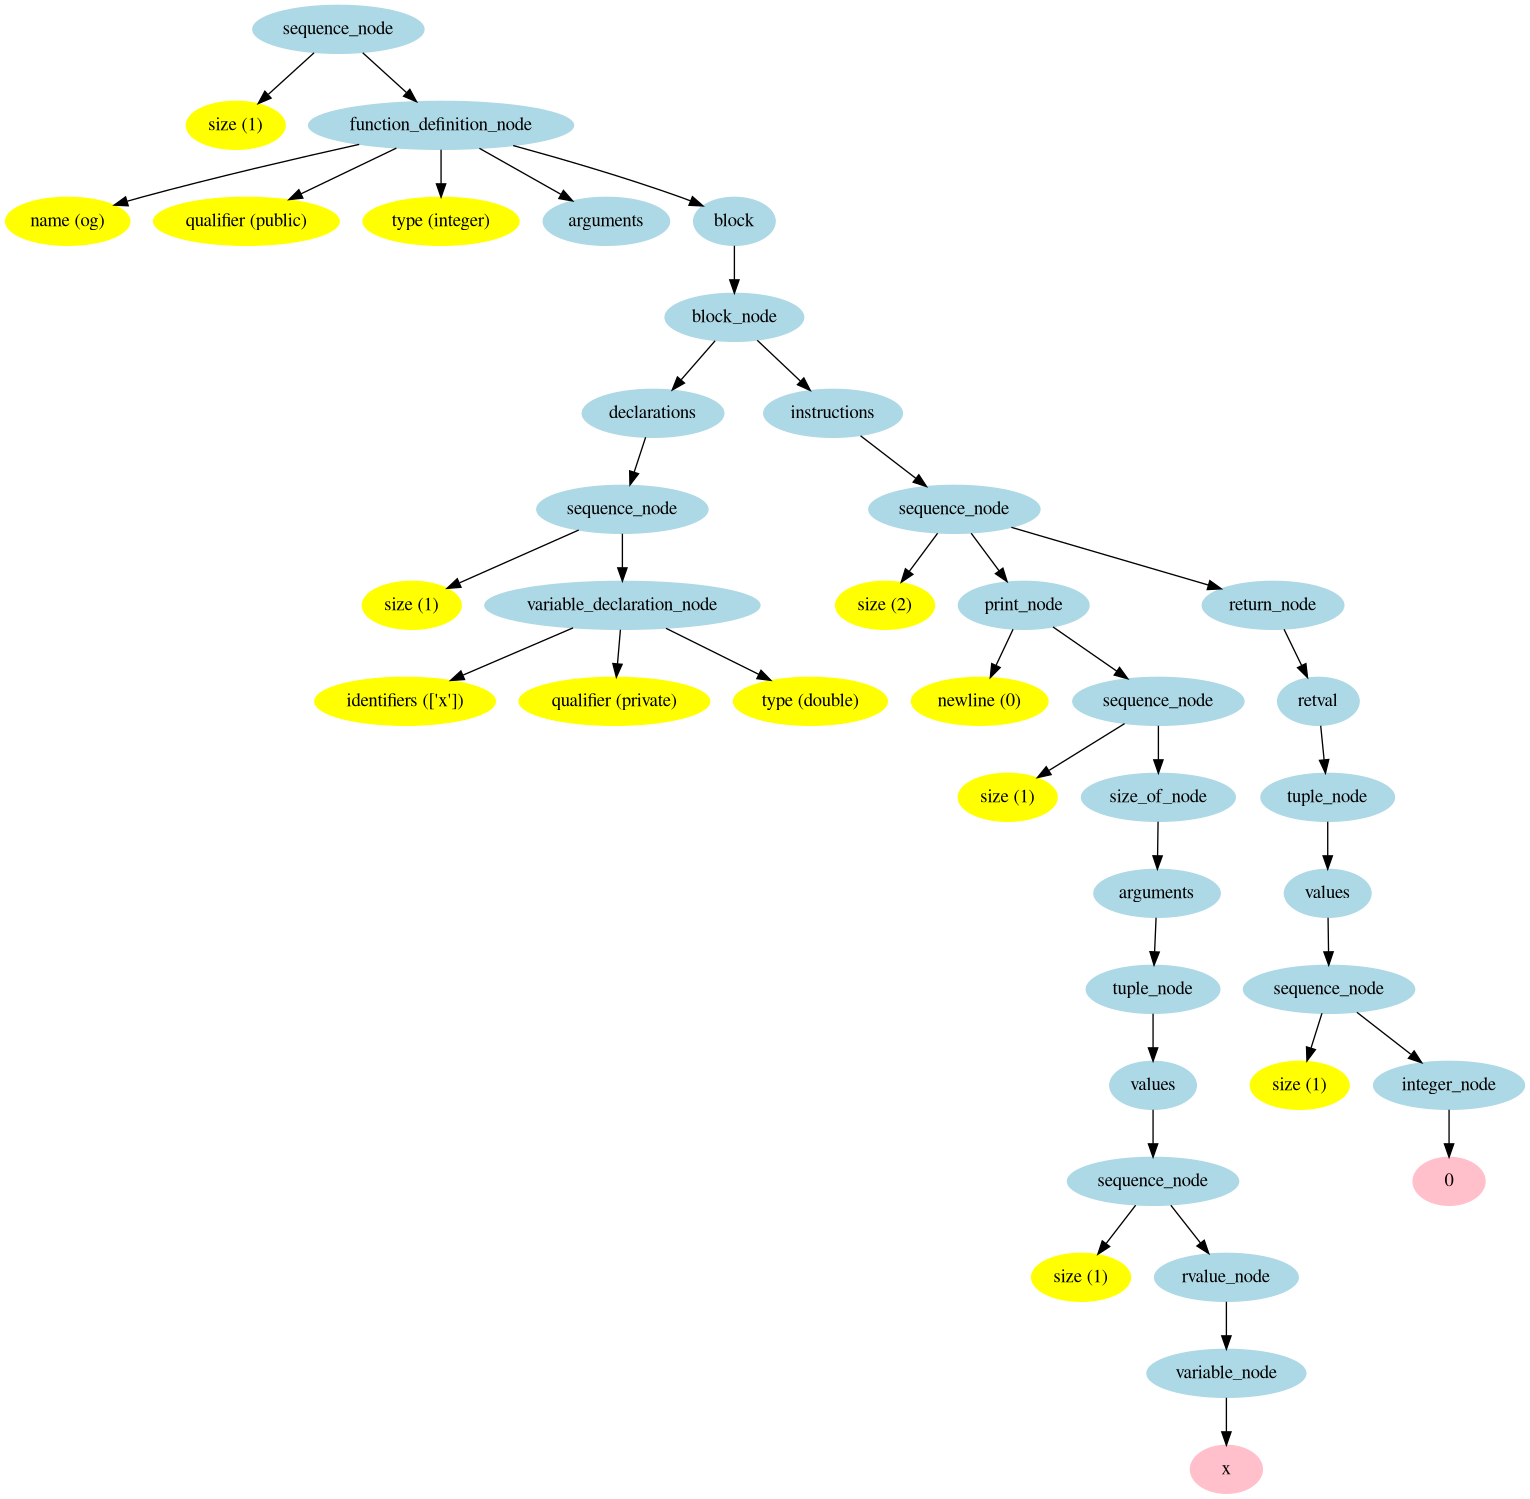 sequence_node
size (1)
function_definition_node
name (og)
qualifier (public)
type (integer)
arguments
block
block_node
declarations
instructions
sequence_node
sequence_node
size (1)
variable_declaration_node
size (2)
print_node
return_node
identifiers (['x'])
qualifier (private)
type (double)
newline (0)
sequence_node
retval
size (1)
size_of_node
tuple_node
arguments
values
tuple_node
sequence_node
values
size (1)
integer_node
sequence_node
0
size (1)
rvalue_node
variable_node
x